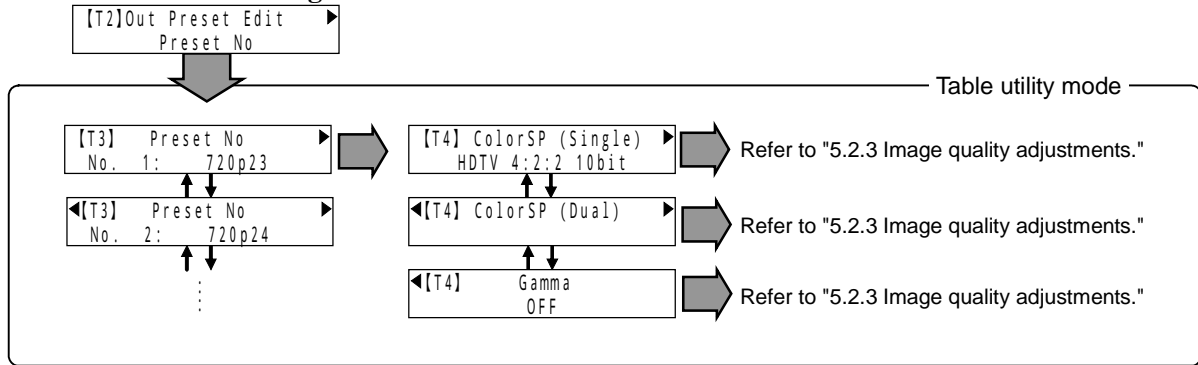 【T2】Out Preset Edit ▶
Preset No
Table utility mode
【T3】 Preset No ▶
No. 1: 720p23
◀【T3】 Preset No ▶
No. 2: 720p24
⋮
【T4】 ColorSP (Single) ▶
HDTV 4:2:2 10bit
Refer to "5.2.3 Image quality adjustments."
◀【T4】 ColorSP (Dual) ▶
Refer to "5.2.3 Image quality adjustments."
◀【T4】 Gamma
OFF
Refer to "5.2.3 Image quality adjustments."